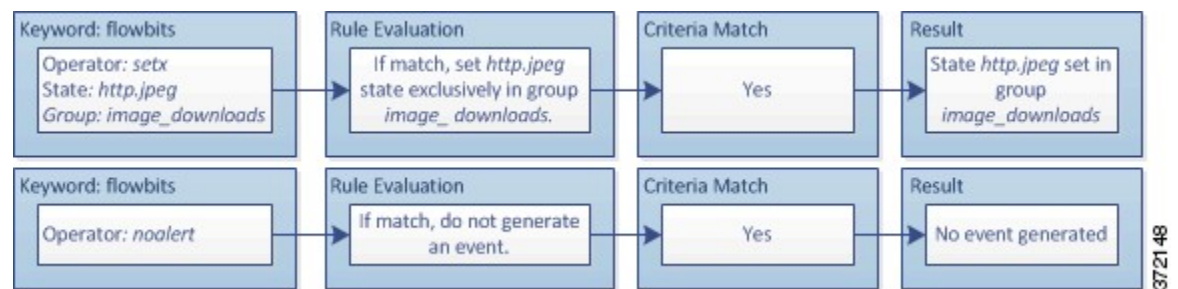 Keyword: flowbits
Operator: setx
State: http.jpeg
Group: image_downloads
Rule Evaluation
If match, set http.jpeg
state exclusively in group
image_ downloads.
Criteria Match
Yes
Result
State http.jpeg set in
group
image_downloads
Keyword: flowbits
Operator: noalert
Rule Evaluation
If match, do not generate
an event.
Criteria Match
Yes
Result
No event generated
372148